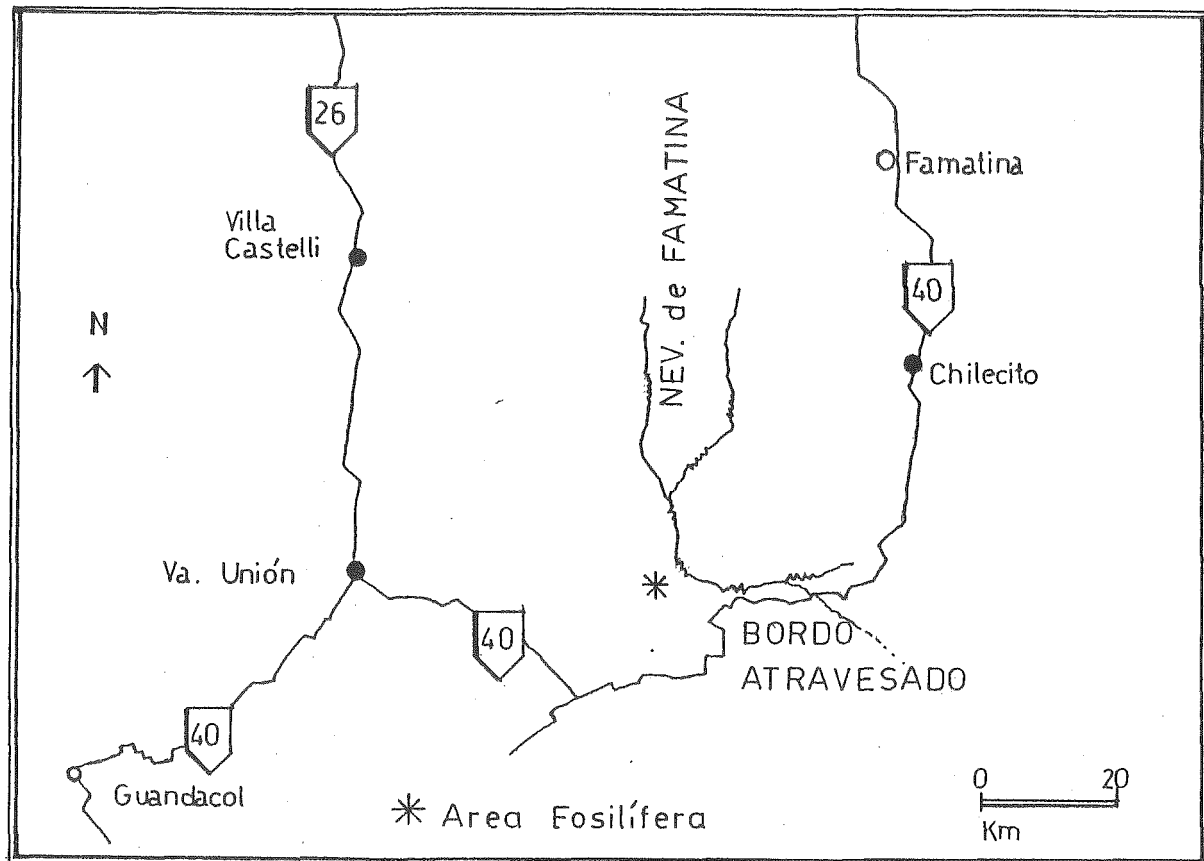 26
Famatina
Villa
Castelli
NEV. de FAMATINA
40
N
Chilecito
Va. Unión
40
BORDO
ATRAVESADO
40
Guandacol
Area Fosilífera
0 20
Km